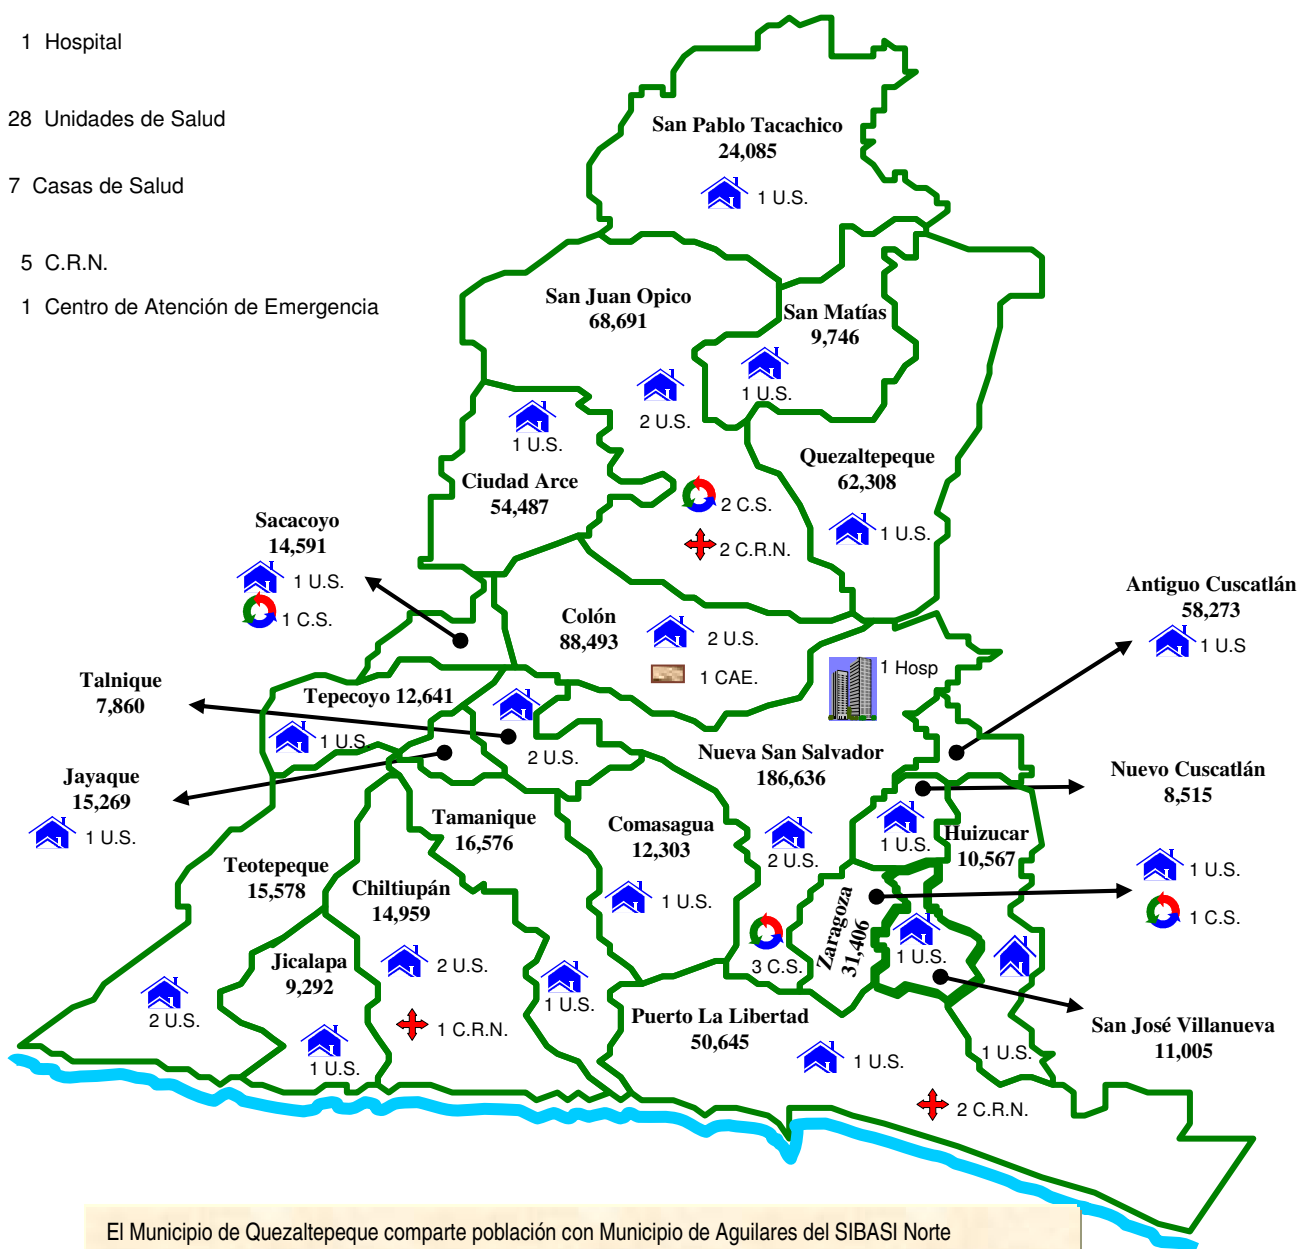 1 Hospital
28 Unidades de Salud
7 Casas de Salud
5 C.R.N.
1 Centro de Atención de Emergencia
San Pablo Tacachico
24,085
1 U.S.
San Juan Opico
68,691
2 U.S.
2 C.S.
2 C.R.N.
San Matías
9,746
1 U.S.
Ciudad Arce
54,487
1 U.S.
Quezaltepeque
62,308
1 U.S.
Sacacoyo
14,591
1 U.S.
1 C.S.
Colón
88,493
2 U.S.
1 CAE.
1 Hosp
Antiguo Cuscatlán
58,273
1 U.S
Talnique
7,860
Tepecoyo 12,641
1 U.S.
2 U.S.
Nueva San Salvador
186,636
2 U.S.
3 C.S.
Jayaque
15,269
1 U.S.
Nuevo Cuscatlán
8,515
1 U.S.
Tamanique
16,576
1 U.S.
Comasagua
12,303
1 U.S.
Huizucar
10,567
1 U.S.
Teotepeque
15,578
2 U.S.
Chiltiupán
14,959
2 U.S.
1 C.R.N.
Zaragoza
31,406
1 U.S.
1 C.S.
Jicalapa
9,292
1 U.S.
1 U.S.
Puerto La Libertad
50,645
1 U.S.
2 C.R.N.
San José Villanueva
11,005
El Municipio de Quezaltepeque comparte población con Municipio de Aguilares del SIBASI Norte